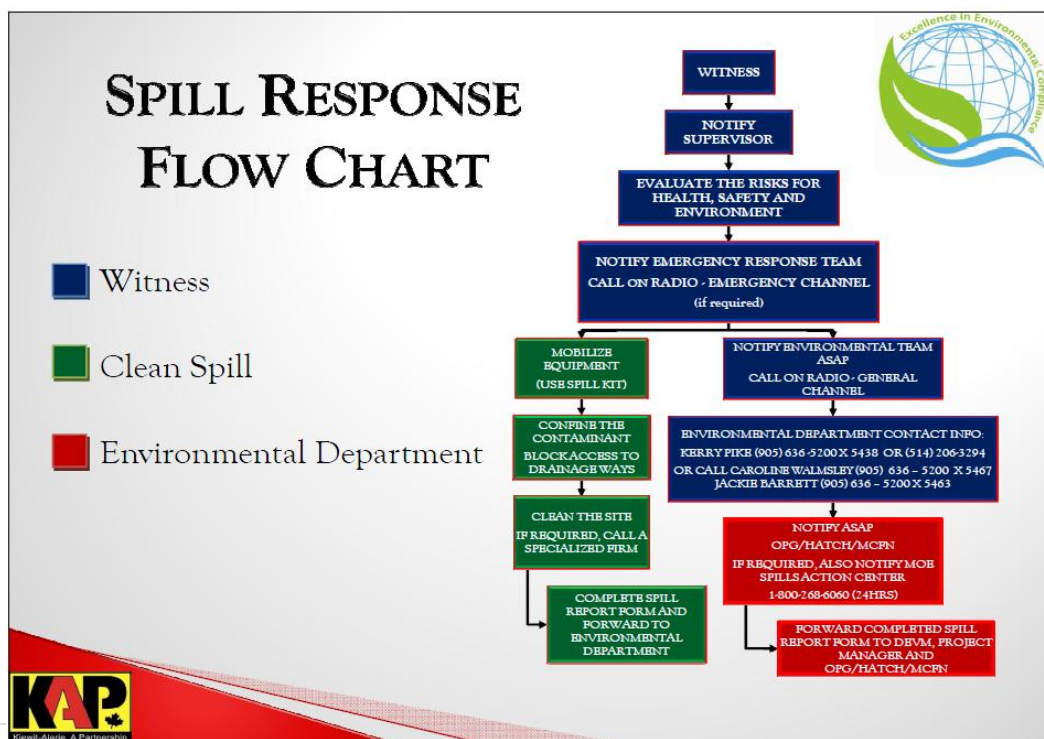 SPILL RESPONSE
FLOW CHART
Witness
Clean Spill
Environmental Department
Excellence in Environmental Compliance
WITNESS
NOTIFY
SUPERVISOR
EVALUATE THE RISKS FOR
HEALTH, SAFETY AND
ENVIRONMENT
NOTIFY EMERGENCY RESPONSE TEAM
CALL ON RADIO - EMERGENCY CHANNEL
(if required)
MOBILIZE
EQUIPMENT
(USE SPILL KIT)
CONFINE THE
CONTAMINANT
BLOCK ACCESS TO
DRAINAGE WAYS
CLEAN THE SITE
IF REQUIRED, CALL A
SPECIALIZED FIRM
COMPLETE SPILL
REPORT FORM AND
FORWARD TO
ENVIRONMENTAL
DEPARTMENT
NOTIFY ENVIRONMENTAL TEAM
ASAP
CALL ON RADIO - GENERAL
CHANNEL
ENVIRONMENTAL DEPARTMENT CONTACT INFO:
KERRY PIKE (905) 636-5200 X 5438 OR (514) 206-3294
OR CALL CAROLINE WALMSLEY (905) 636 – 5200 X 5467
JACKIE BARRETT (905) 636 – 5200 X 5463
NOTIFY ASAP
OPG/HATCH/MCFN
IF REQUIRED, ALSO NOTIFY MOE
SPILLS ACTION CENTER
1-800-268-6060 (24HRS)
FORWARD COMPLETED SPILL
REPORT FORM TO DEVM, PROJECT
MANAGER AND
OPG/HATCH/MCFN
KAP
Kiewit-Alarie, A Partnership